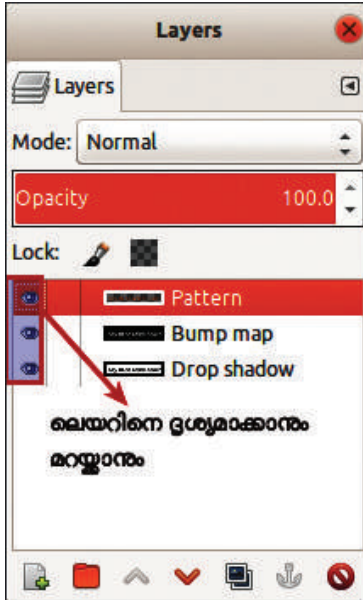 Layers
Layers
Mode: Normal
Opacity 100.0
Lock:
Pattern
Bump map
Drop shadow
ലെയറിനെ ദൃശ്യമാക്കാനും
മറയ്ക്കാനും